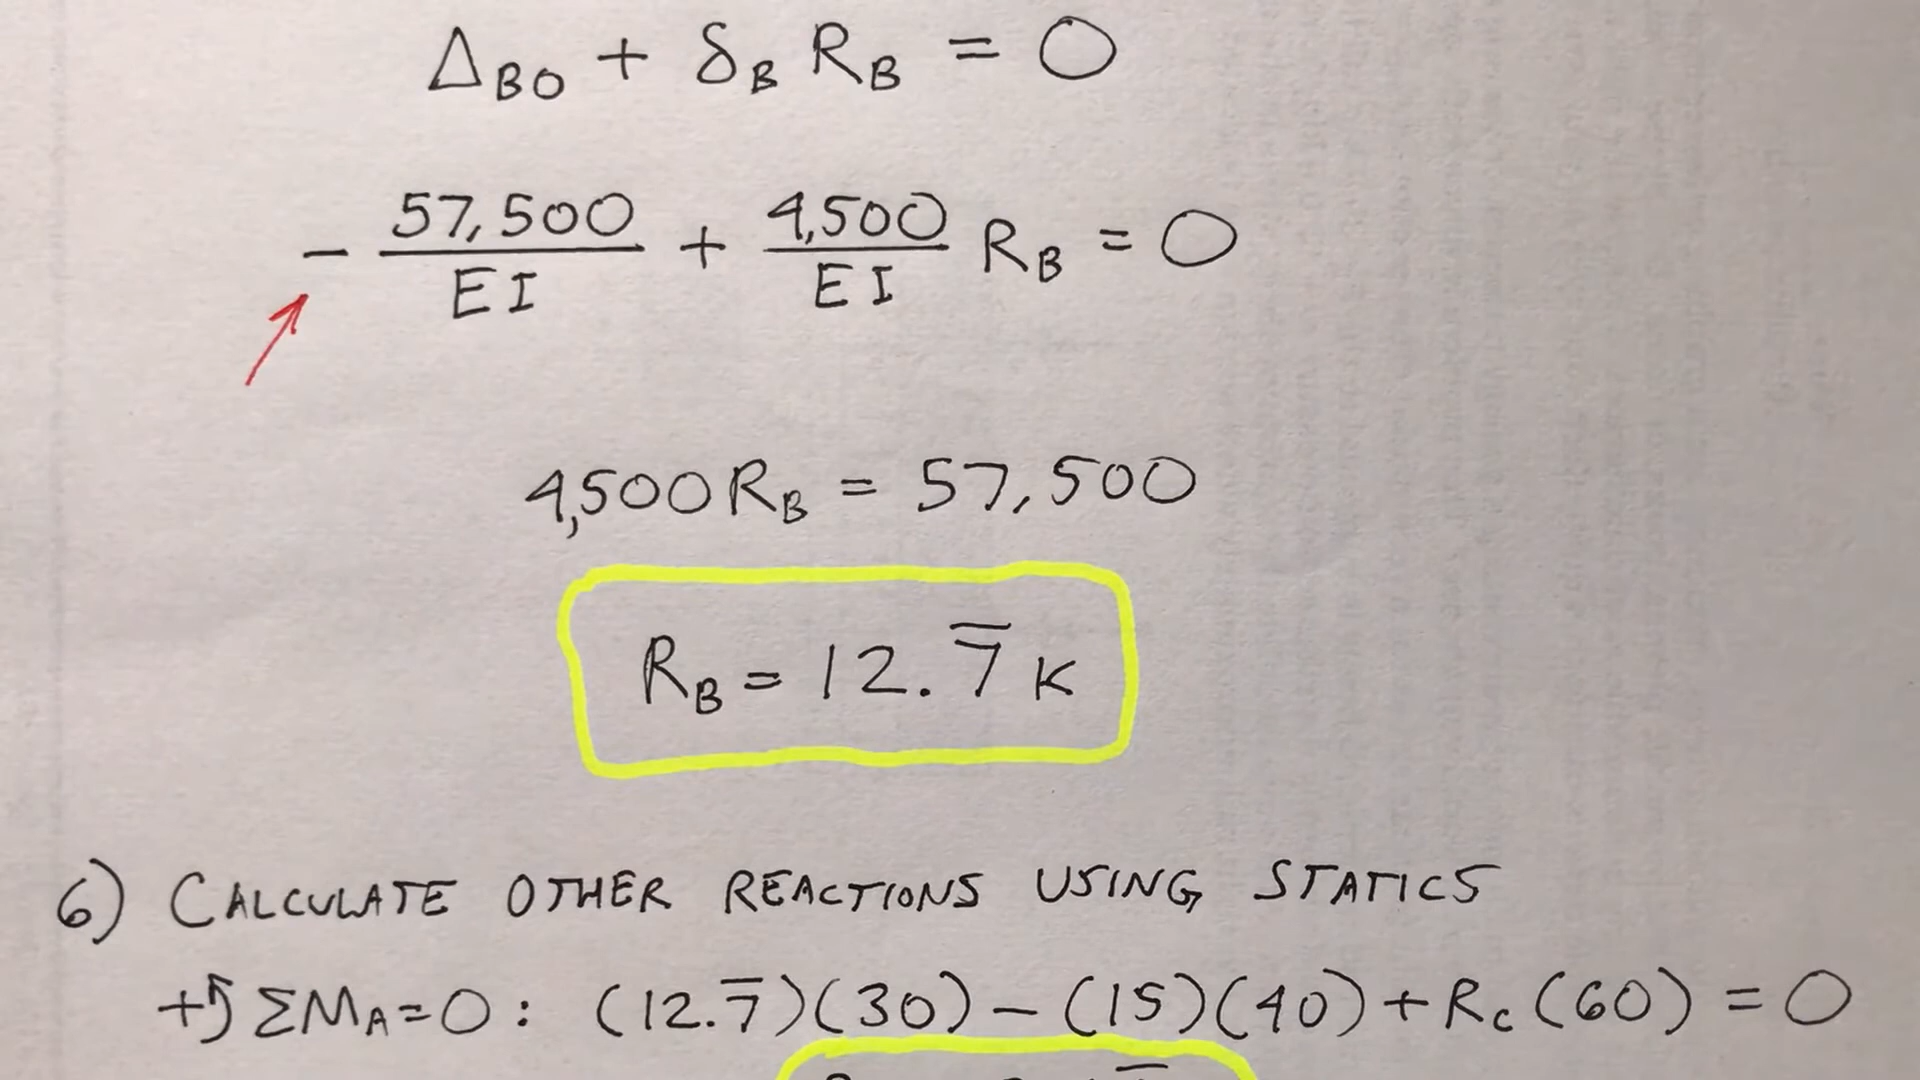 Δ_BO + δ_B R_B = 0
- 57,500/EI + 4,500/EI R_B = 0
4,500 R_B = 57,500
R_B = 12.7̅ K
6) CALCULATE OTHER REACTIONS USING STATICS
+↺ ΣM_A = 0: (12.7̅)(30) - (15)(40) + R_C (60) = 0